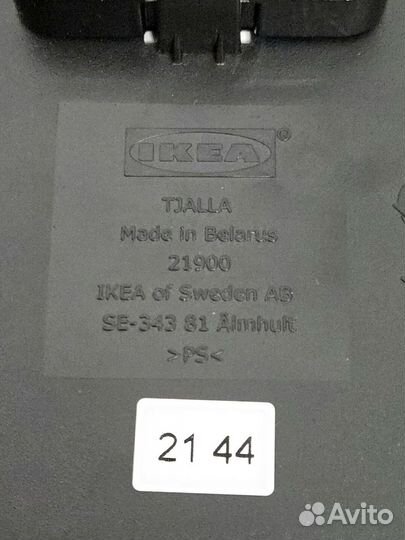 IKEA®
TJALLA
Made in Belarus
21900
IKEA of Sweden AB
SE-343 81 Älmhult
>PS<
21 44
Avito